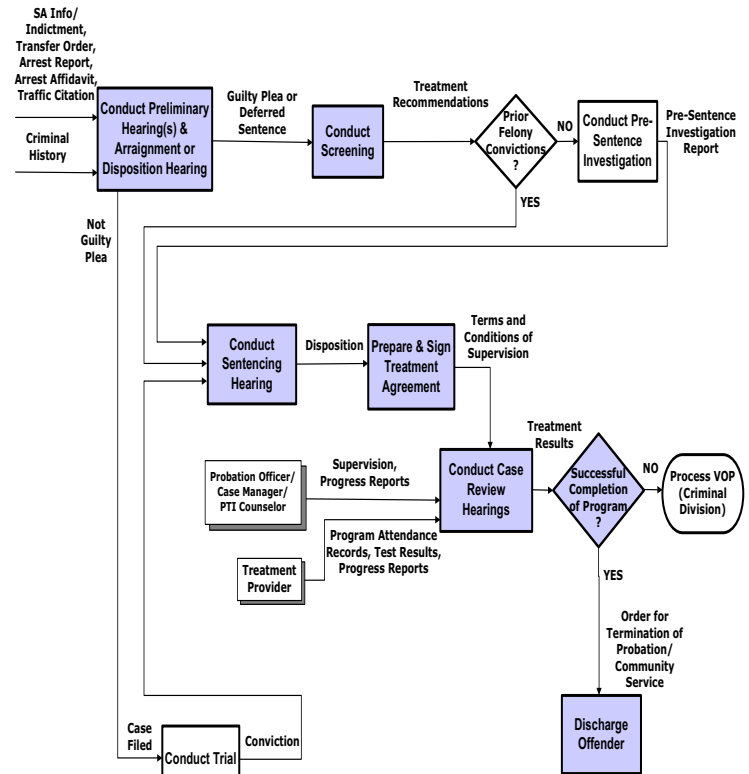 SA Info/
Indictment,
Transfer Order,
Arrest Report,
Arrest Affidavit,
Traffic Citation
Criminal
History
Conduct Preliminary
Hearing(s) &
Arraignment or
Disposition Hearing
Guilty Plea or
Deferred
Sentence
Conduct
Screening
Treatment
Recommendations
Prior
Felony
Convictions
?
NO
Conduct Pre-
Sentence
Investigation
Pre-Sentence
Investigation
Report
YES
Not
Guilty
Plea
Conduct
Sentencing
Hearing
Disposition
Prepare & Sign
Treatment
Agreement
Terms and
Conditions of
Supervision
Probation Officer/
Case Manager/
PTI Counselor
Supervision,
Progress Reports
Treatment
Provider
Program Attendance
Records, Test Results,
Progress Reports
Conduct Case
Review
Hearings
Treatment
Results
Successful
Completion
of Program
?
NO
Process VOP
(Criminal
Division)
YES
Order for
Termination of
Probation/
Community
Service
Discharge
Offender
Case
Filed
Conduct Trial
Conviction